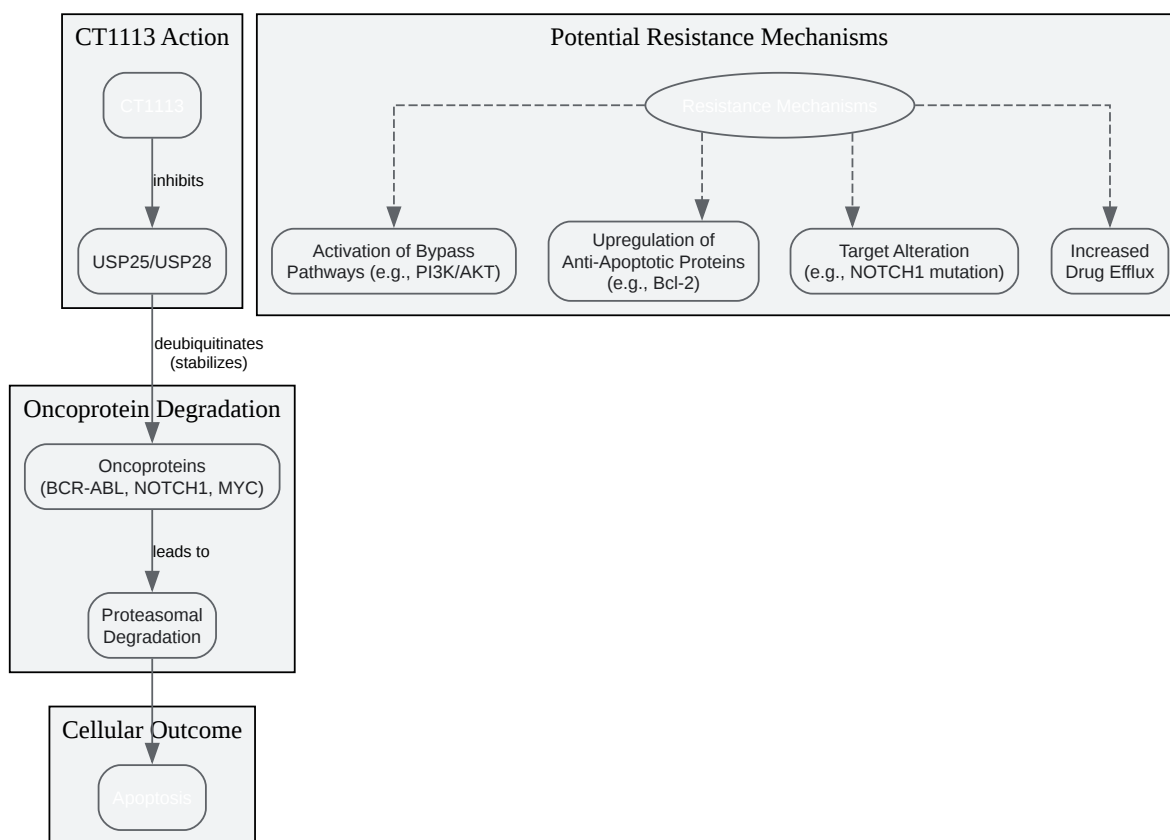 CT1113 Action
CT1113
inhibits
USP25/USP28
deubiquitinates
(stabilizes)
Oncoprotein Degradation
Oncoproteins
(BCR-ABL, NOTCH1, MYC)
leads to
Proteasomal
Degradation
Cellular Outcome
Apoptosis
Potential Resistance Mechanisms
Resistance Mechanisms
Activation of Bypass
Pathways (e.g., PI3K/AKT)
Upregulation of
Anti-Apoptotic Proteins
(e.g., Bcl-2)
Target Alteration
(e.g., NOTCH1 mutation)
Increased
Drug Efflux